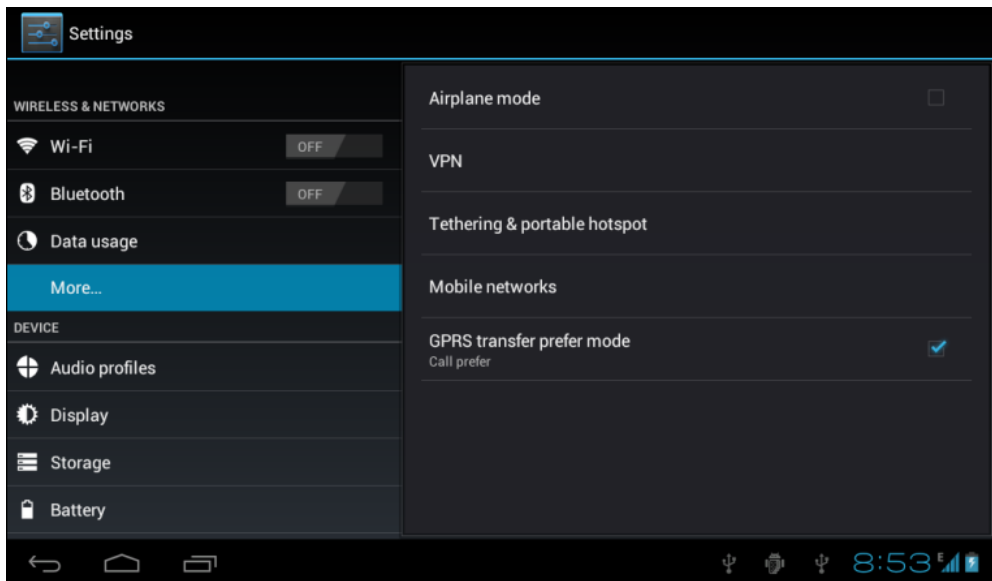 Settings
WIRELESS & NETWORKS
Wi-Fi OFF
Bluetooth OFF
Data usage
More...
DEVICE
Audio profiles
Display
Storage
Battery
Airplane mode
VPN
Tethering & portable hotspot
Mobile networks
GPRS transfer prefer mode
Call prefer
8:53 E